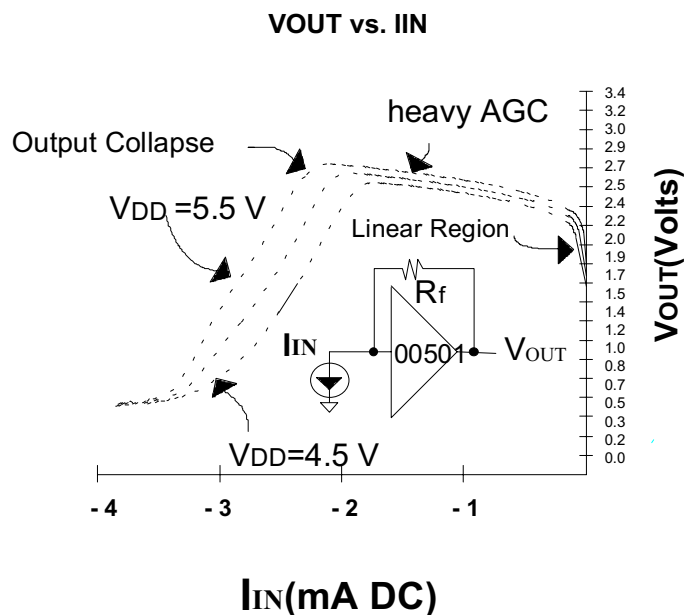 VOUT vs. IIN
heavy AGC
Output Collapse
VDD =5.5 V
Linear Region
Rf
IIN
00501
VOUT
VDD=4.5 V
3.4
3.2
3.0
2.9
2.7
2.5
2.4
2.2
2.0
1.9
1.7
1.5
1.4
1.2
1.0
0.8
0.7
0.5
0.3
0.2
0.0
VOUT(Volts)
- 4 - 3 - 2 - 1
IIN(mA DC)